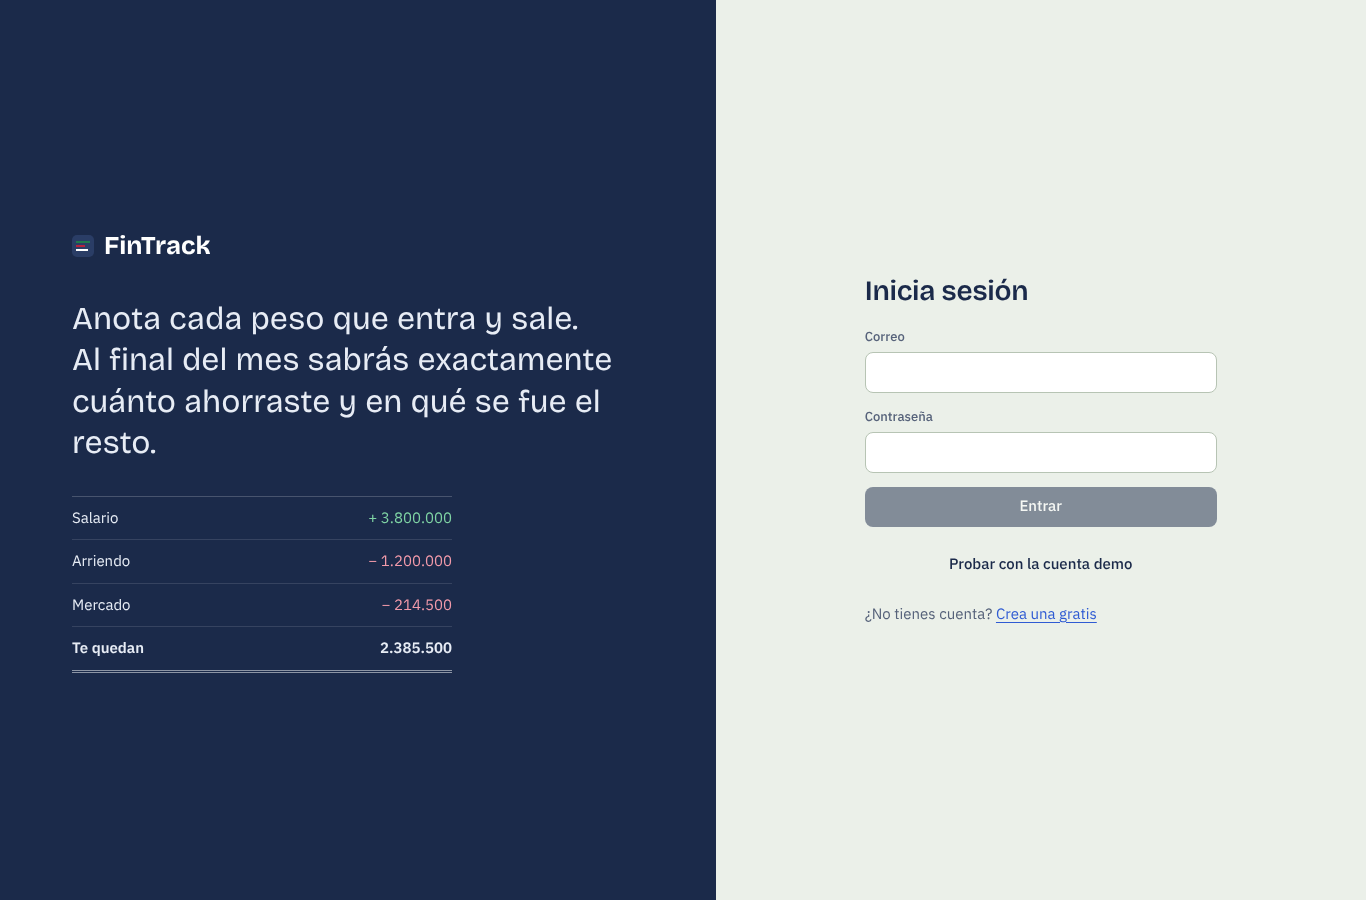 FinTrack
Anota cada peso que entra y sale.
Al final del mes sabrás exactamente
cuánto ahorraste y en qué se fue el
resto.
Salario + 3.800.000
Arriendo − 1.200.000
Mercado − 214.500
Te quedan 2.385.500
Inicia sesión
Correo
Contraseña
Entrar
Probar con la cuenta demo
¿No tienes cuenta? Crea una gratis